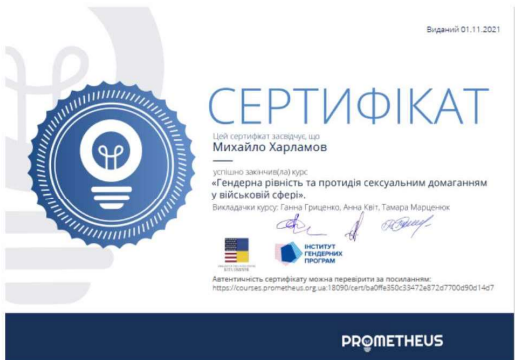 Виданий 01.11.2021
СЕРТИФІКАТ
Цей сертифікат засвідчує, що
Михайло Харламов
успішно закінчив(ла) курс
«Гендерна рівність та протидія сексуальним домаганням
у військовій сфері».
Викладачки курсу: Ганна Гриценко, Анна Квіт, Тамара Марценюк
ІНСТИТУТ
ГЕНДЕРНИХ
ПРОГРАМ
Автентичність сертифікату можна перевірити за посиланням:
https://courses.prometheus.org.ua:18090/cert/ba0ffe350c33472e872d7700d90d14d7
PROMETHEUS